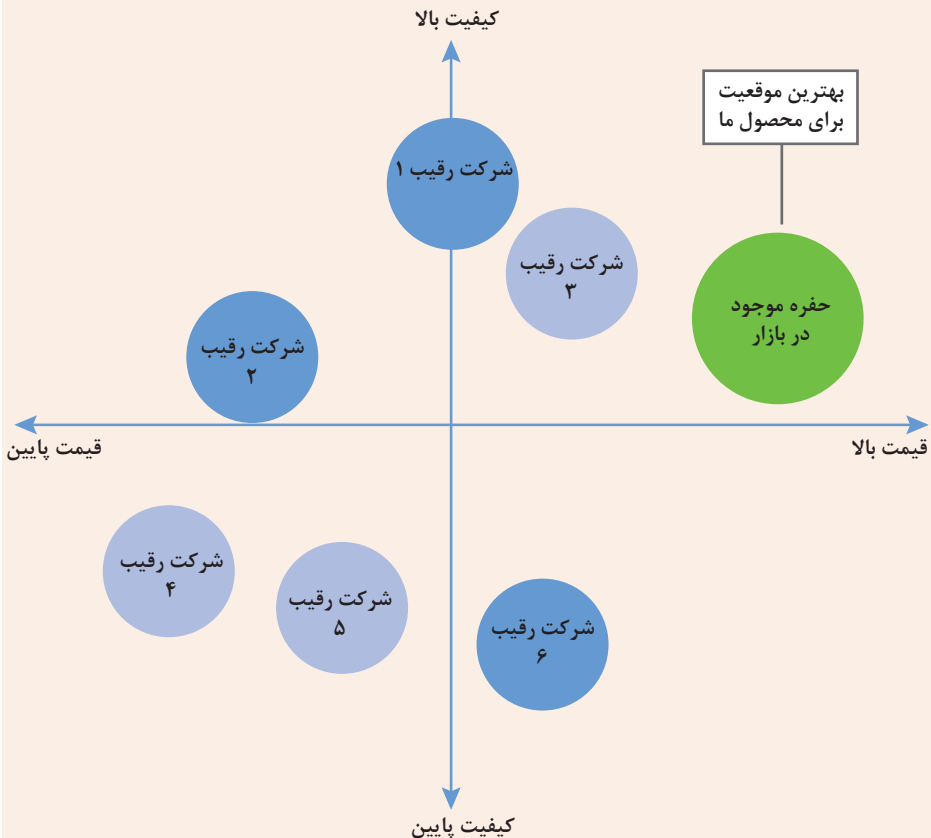 کیفیت بالا
بهترین موقعیت
برای محصول ما
شرکت رقیب ۱
شرکت رقیب
۳
حفره موجود
در بازار
شرکت رقیب
۲
قیمت بالا
قیمت پایین
شرکت رقیب
۴
شرکت رقیب
۵
شرکت رقیب
۶
کیفیت پایین